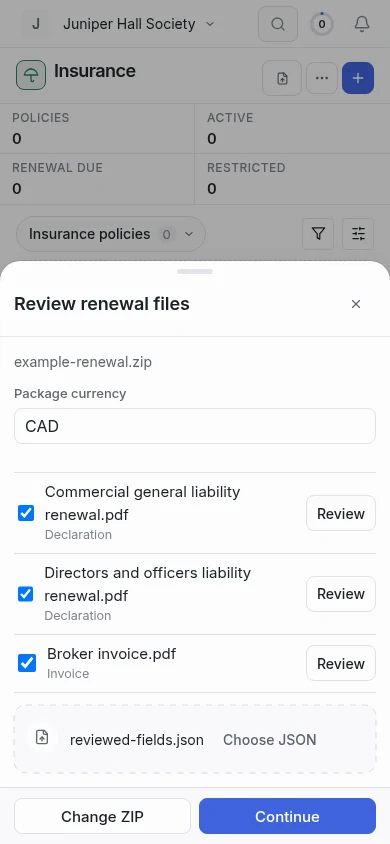 J Juniper Hall Society 0
Insurance
POLICIES ACTIVE
0 0
RENEWAL DUE RESTRICTED
0 0
Insurance policies 0
Review renewal files
example-renewal.zip
Package currency
CAD
Commercial general liability
renewal.pdf
Declaration
Review
Directors and officers liability
renewal.pdf
Declaration
Review
Broker invoice.pdf
Invoice
Review
reviewed-fields.json Choose JSON
Change ZIP Continue